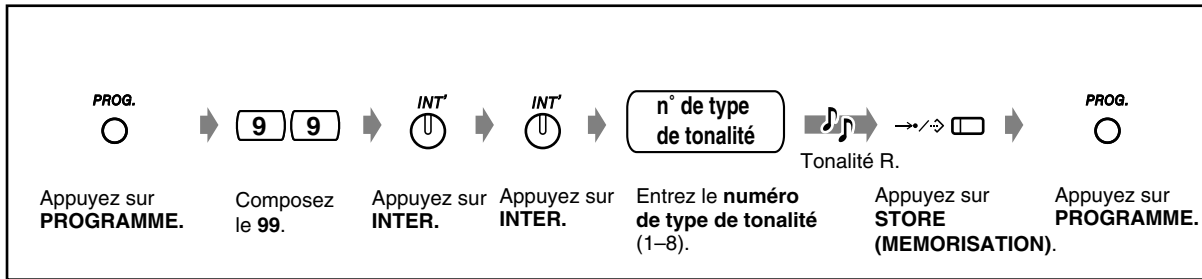 PROG.
9 9
INT'
INT'
n° de type
de tonalité
PROG.
Tonalité R.
Appuyez sur
PROGRAMME.
Composez
le 99.
Appuyez sur
INTER.
Appuyez sur
INTER.
Entrez le numéro
de type de tonalité
(1–8).
Appuyez sur
STORE
(MEMORISATION).
Appuyez sur
PROGRAMME.